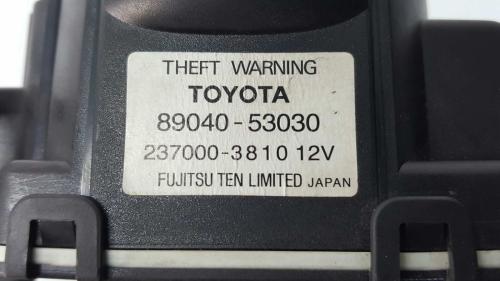 THEFT WARNING
TOYOTA
89040-53030
237000-3810 12V
FUJITSU TEN LIMITED JAPAN